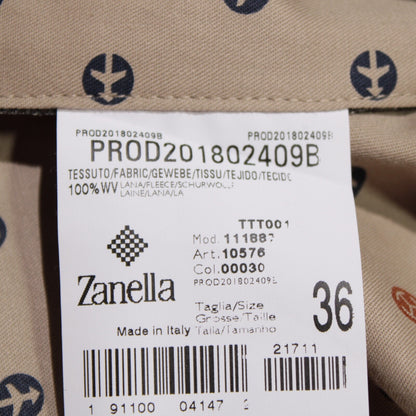 PROD201802409B PROD201802409B
PROD201802409B
TESSUTO/FABRIC/GEWEBE/TISSU/TEJIDO/TECIDO
100%WV LANA/FLEECE/SCHURWOLLE
LAINE/LANA/LA
TTT001
Mod. 111887
Art. 10576
Col. 00030
PROD201802409B
Zanella
Taglia/Size
Grosse/Taille
Talla/Tamanho
36
Made in Italy
21711
1 91100 04147 2